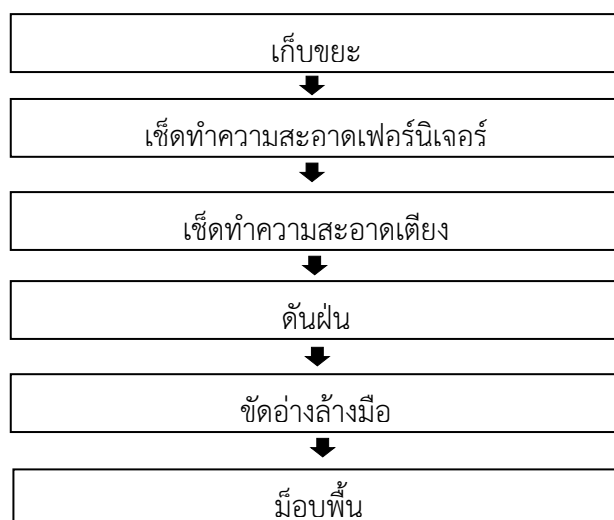 เก็บขยะ
เช็ดทำความสะอาดเฟอร์นิเจอร์
เช็ดทำความสะอาดเตียง
ดันฝุ่น
ขัดอ่างล้างมือ
ม็อบพื้น